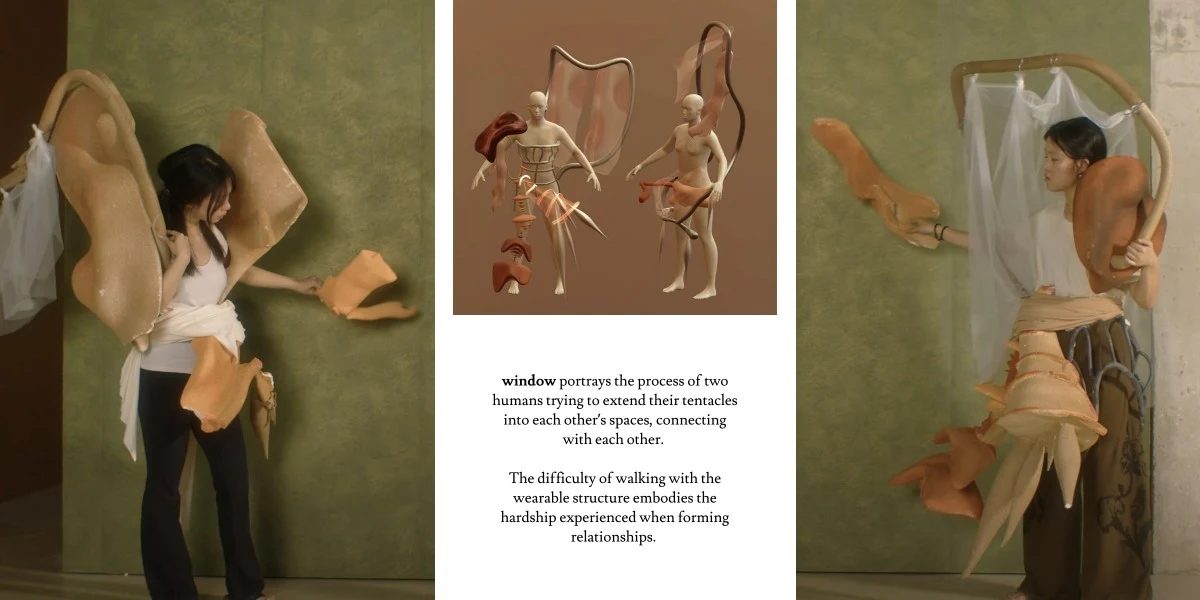 window portrays the process of two
humans trying to extend their tentacles
into each other's spaces, connecting
with each other.
The difficulty of walking with the
wearable structure embodies the
hardship experienced when forming
relationships.